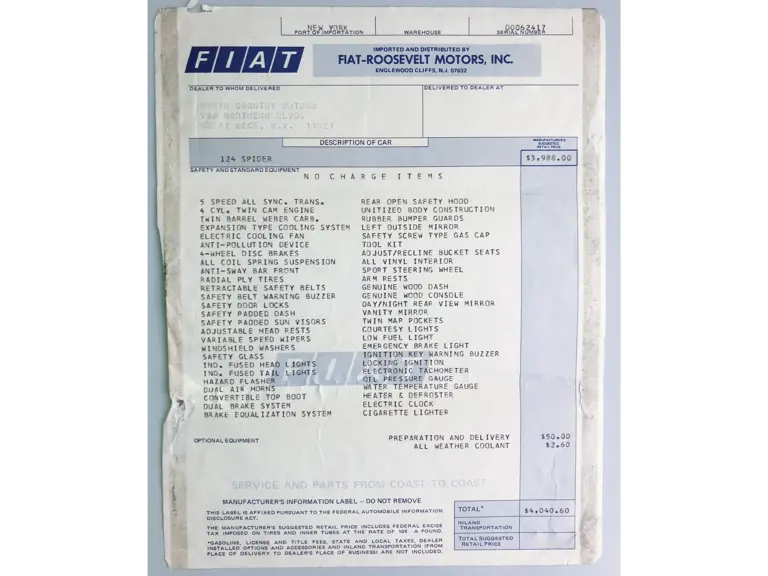 NEW YORK
PORT OF IMPORTATION
WAREHOUSE
00062417
SERIAL NUMBER
FIAT
IMPORTED AND DISTRIBUTED BY
FIAT-ROOSEVELT MOTORS, INC.
ENGLEWOOD CLIFFS, N.J. 07632
DEALER TO WHOM DELIVERED
DELIVERED TO DEALER AT
NORTH COUNTRY MOTORS
NORTHERN BLVD.
GREAT NECK, N.Y. 11021
DESCRIPTION OF CAR
MANUFACTURER'S
SUGGESTED
RETAIL PRICE
124 SPIDER
$3,988.00
SAFETY AND STANDARD EQUIPMENT
NO CHARGE ITEMS
5 SPEED ALL SYNC. TRANS.
4 CYL. TWIN CAM ENGINE
TWIN BARREL WEBER CARB.
EXPANSION TYPE COOLING SYSTEM
ELECTRIC COOLING FAN
ANTI-POLLUTION DEVICE
4-WHEEL DISC BRAKES
ALL COIL SPRING SUSPENSION
ANTI-SWAY BAR FRONT
RADIAL PLY TIRES
RETRACTABLE SAFETY BELTS
SAFETY BELT WARNING BUZZER
SAFETY DOOR LOCKS
SAFETY PADDED DASH
SAFETY PADDED SUN VISORS
ADJUSTABLE HEAD RESTS
VARIABLE SPEED WIPERS
WINDSHIELD WASHERS
SAFETY GLASS
IND. FUSED HEAD LIGHTS
IND. FUSED TAIL LIGHTS
HAZARD FLASHER
DUAL AIR HORNS
CONVERTIBLE TOP BOOT
DUAL BRAKE SYSTEM
BRAKE EQUALIZATION SYSTEM
REAR OPEN SAFETY HOOD
UNITIZED BODY CONSTRUCTION
RUBBER BUMPER GUARDS
LEFT OUTSIDE MIRROR
SAFETY SCREW TYPE GAS CAP
TOOL KIT
ADJUST/RECLINE BUCKET SEATS
ALL VINYL INTERIOR
SPORT STEERING WHEEL
ARM RESTS
GENUINE WOOD DASH
GENUINE WOOD CONSOLE
DAY/NIGHT REAR VIEW MIRROR
VANITY MIRROR
TWIN MAP POCKETS
COURTESY LIGHTS
LOW FUEL LIGHT
EMERGENCY BRAKE LIGHT
IGNITION KEY WARNING BUZZER
LOCKING IGNITION
ELECTRONIC TACHOMETER
OIL PRESSURE GAUGE
WATER TEMPERATURE GAUGE
HEATER & DEFROSTER
ELECTRIC CLOCK
CIGARETTE LIGHTER
FIAT
OPTIONAL EQUIPMENT
PREPARATION AND DELIVERY $50.00
ALL WEATHER COOLANT $2.60
SERVICE AND PARTS FROM COAST TO COAST
MANUFACTURER'S INFORMATION LABEL – DO NOT REMOVE
THIS LABEL IS AFFIXED PURSUANT TO THE FEDERAL AUTOMOBILE INFORMATION
DISCLOSURE ACT.
THE MANUFACTURER'S SUGGESTED RETAIL PRICE INCLUDES FEDERAL EXCISE
TAX IMPOSED ON TIRES AND INNER TUBES AT THE RATE OF 10¢ A POUND.
*GASOLINE, LICENSE AND TITLE FEES, STATE AND LOCAL TAXES, DEALER
INSTALLED OPTIONS AND ACCESSORIES AND INLAND TRANSPORTATION (FROM
PLACE OF DELIVERY TO DEALER'S PLACE OF BUSINESS) ARE NOT INCLUDED.
TOTAL* $4,040.60
INLAND
TRANSPORTATION
TOTAL SUGGESTED
RETAIL PRICE